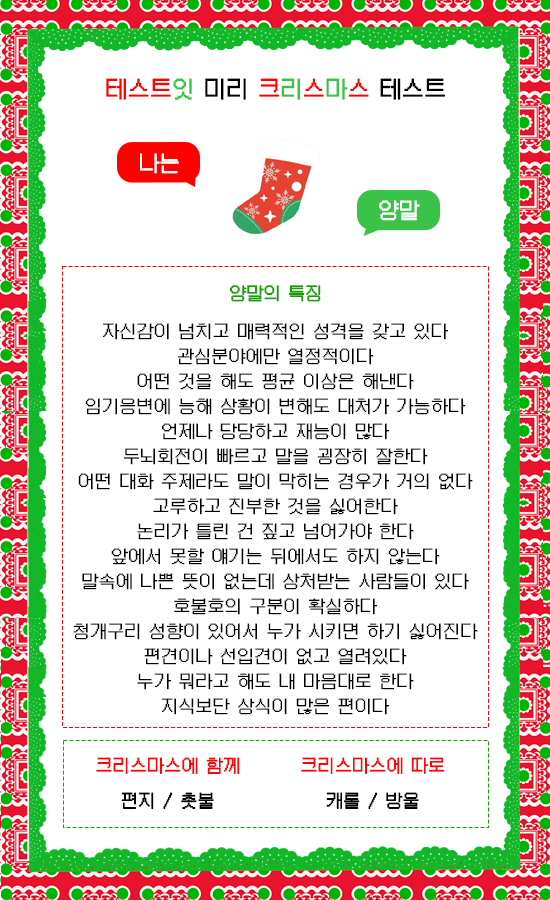 테스트잇 미리 크리스마스 테스트
나는
양말
양말의 특징
자신감이 넘치고 매력적인 성격을 갖고 있다
관심분야에만 열정적이다
어떤 것을 해도 평균 이상은 해낸다
임기응변에 능해 상황이 변해도 대처가 가능하다
언제나 당당하고 재능이 많다
두뇌회전이 빠르고 말을 굉장히 잘한다
어떤 대화 주제라도 말이 막히는 경우가 거의 없다
고루하고 진부한 것을 싫어한다
논리가 틀린 건 짚고 넘어가야 한다
앞에서 못할 얘기는 뒤에서도 하지 않는다
말속에 나쁜 뜻이 없는데 상처받는 사람들이 있다
호불호의 구분이 확실하다
청개구리 성향이 있어서 누가 시키면 하기 싫어진다
편견이나 선입견이 없고 열려있다
누가 뭐라고 해도 내 마음대로 한다
지식보단 상식이 많은 편이다
크리스마스에 함께 크리스마스에 따로
편지 / 촛불 캐롤 / 방울